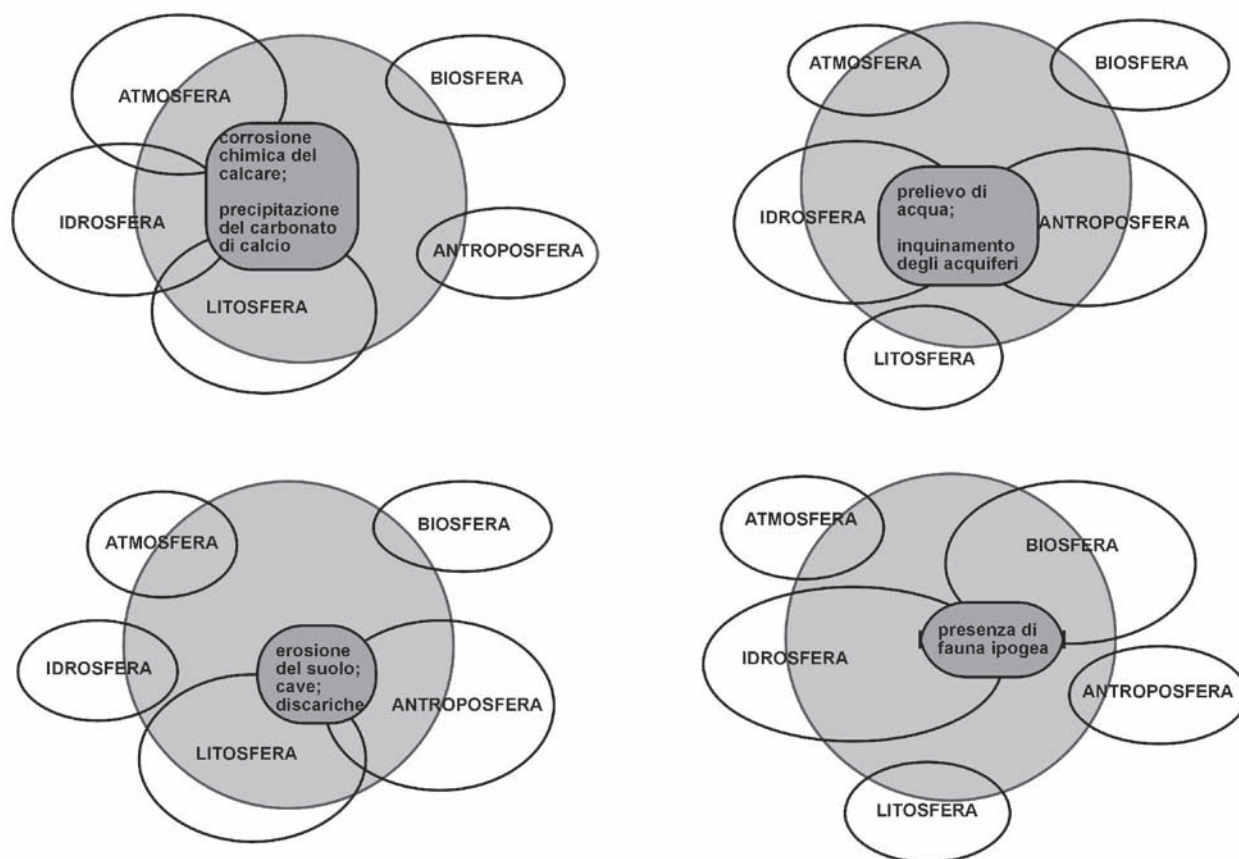 ATMOSFERA
BIOSFERA
corrosione
chimica del
calcare;
precipitazione
del carbonato
di calcio
IDROSFERA
ANTROPOSFERA
LITOSFERA
ATMOSFERA
BIOSFERA
IDROSFERA
prelievo di
acqua;
inquinamento
degli acquiferi
ANTROPOSFERA
LITOSFERA
ATMOSFERA
BIOSFERA
IDROSFERA
erosione
del suolo;
cave;
discariche
ANTROPOSFERA
LITOSFERA
ATMOSFERA
BIOSFERA
IDROSFERA
presenza di
fauna ipogea
ANTROPOSFERA
LITOSFERA